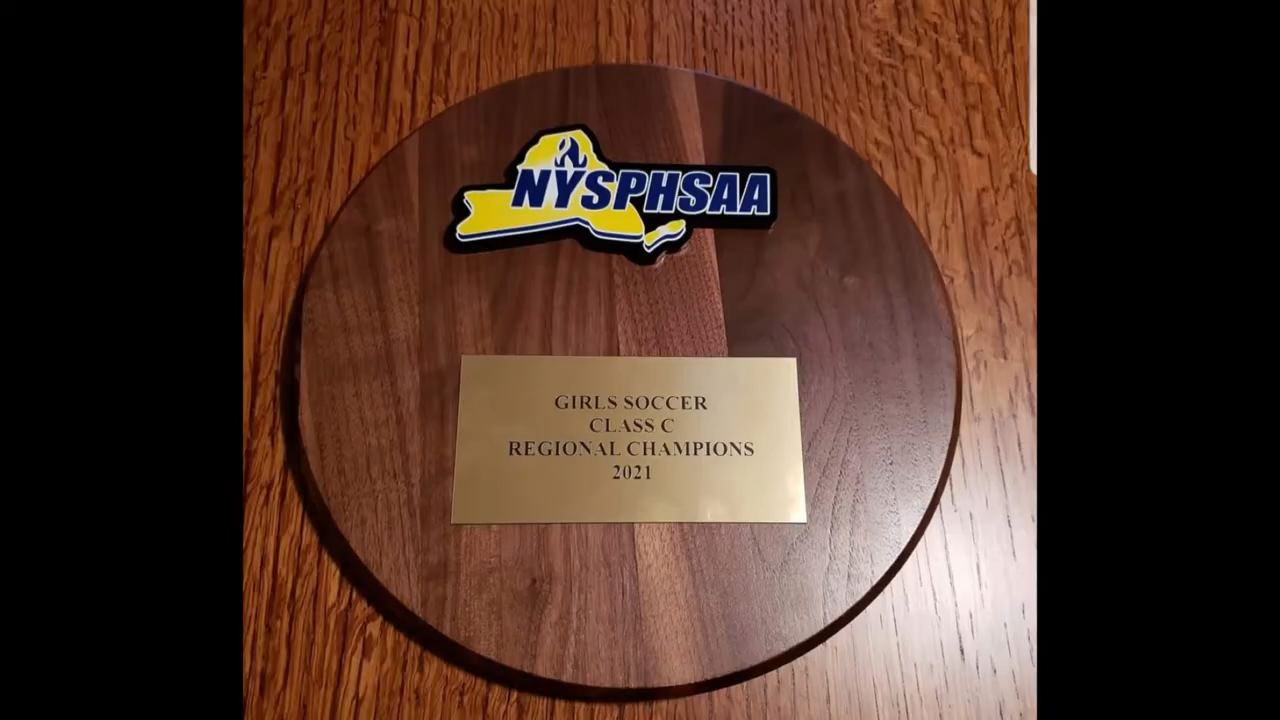 NYSPHSAA
GIRLS SOCCER
CLASS C
REGIONAL CHAMPIONS
2021